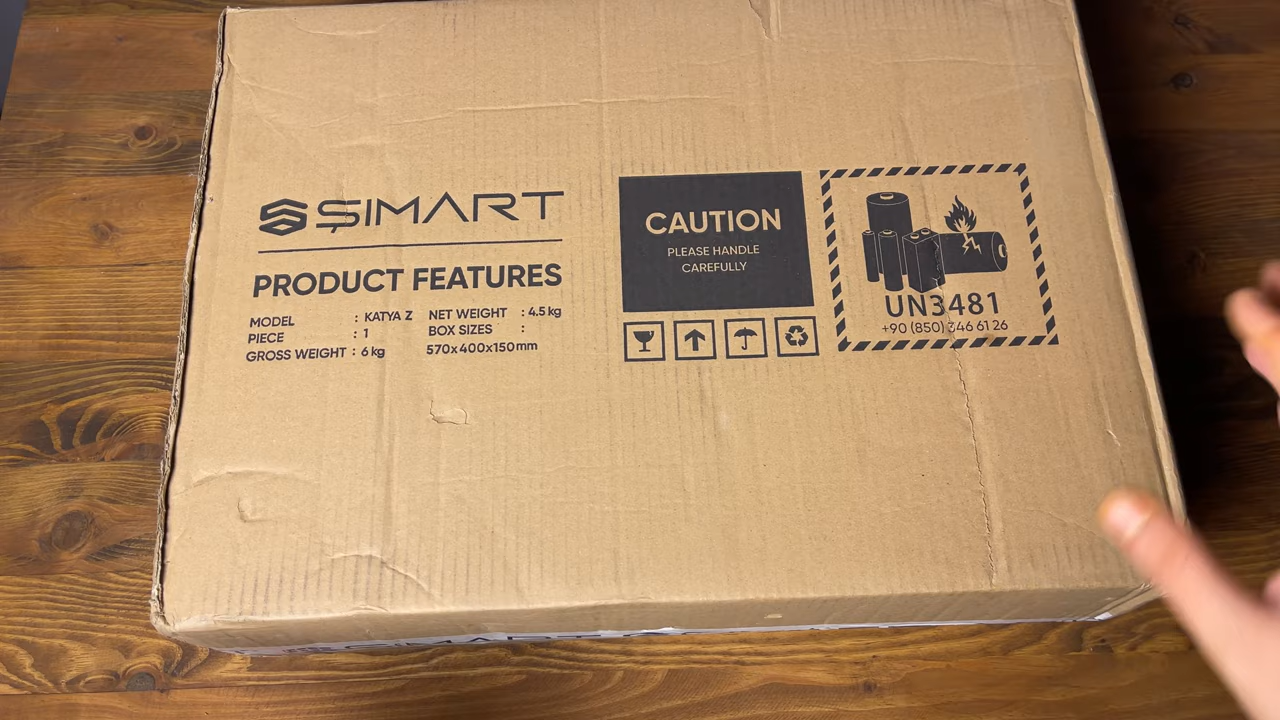 ŞIMART
PRODUCT FEATURES
MODEL : KATYA Z
PIECE : 1
GROSS WEIGHT : 6 kg
NET WEIGHT : 4.5 kg
BOX SIZES :
570x400x150mm
CAUTION
PLEASE HANDLE
CAREFULLY
UN3481
+90 (850) 346 61 26